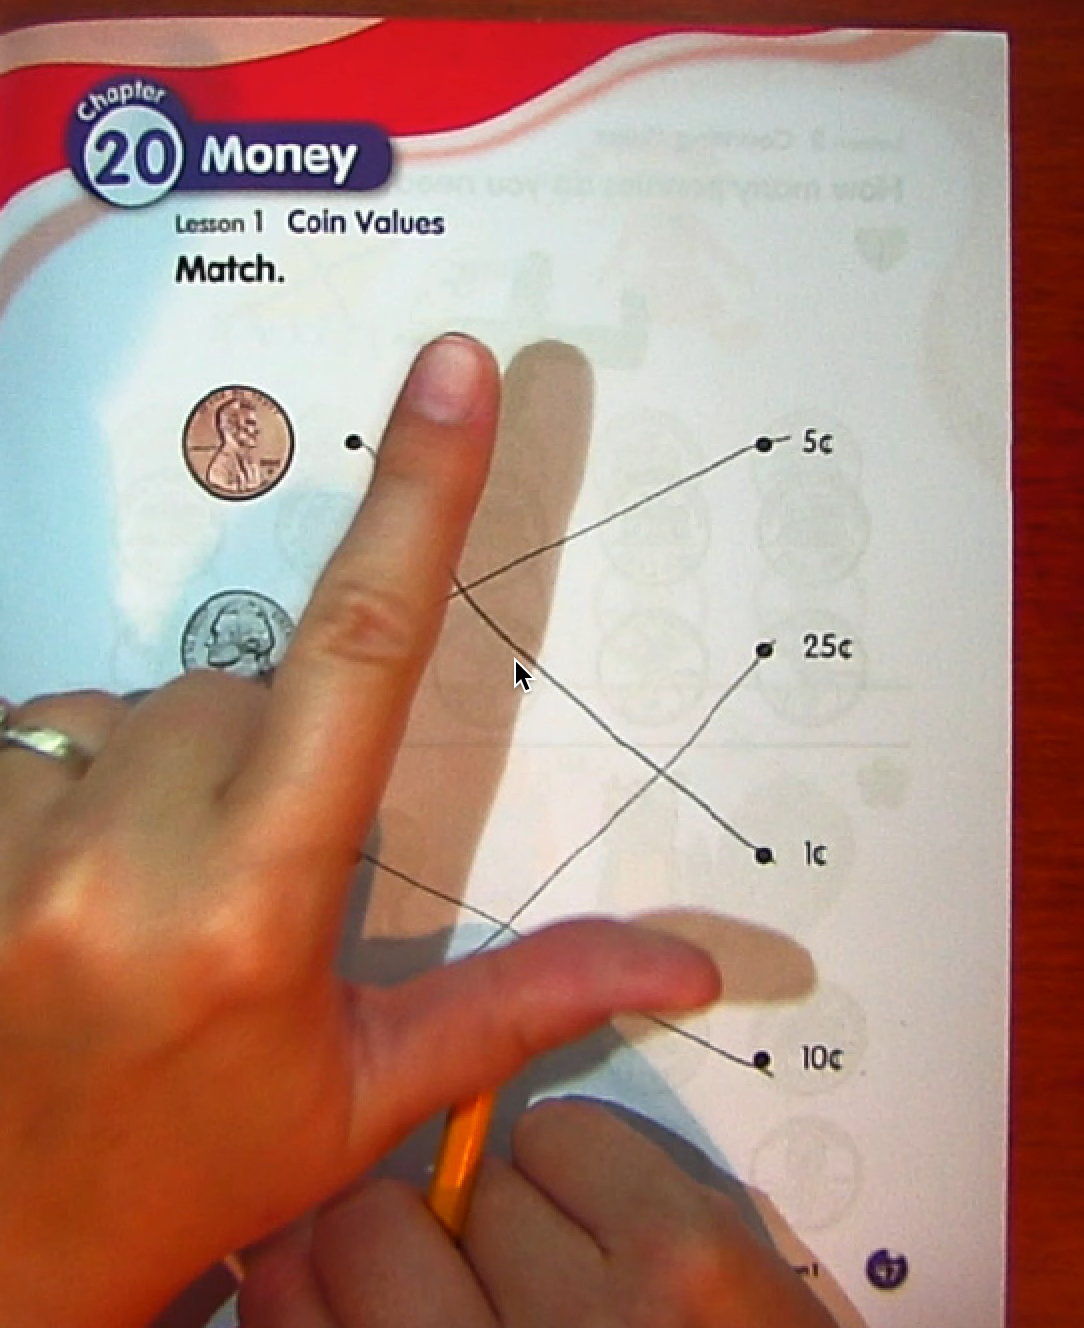 Chapter
20 Money
Lesson 1 Coin Values
Match.
5¢
25¢
1¢
10¢